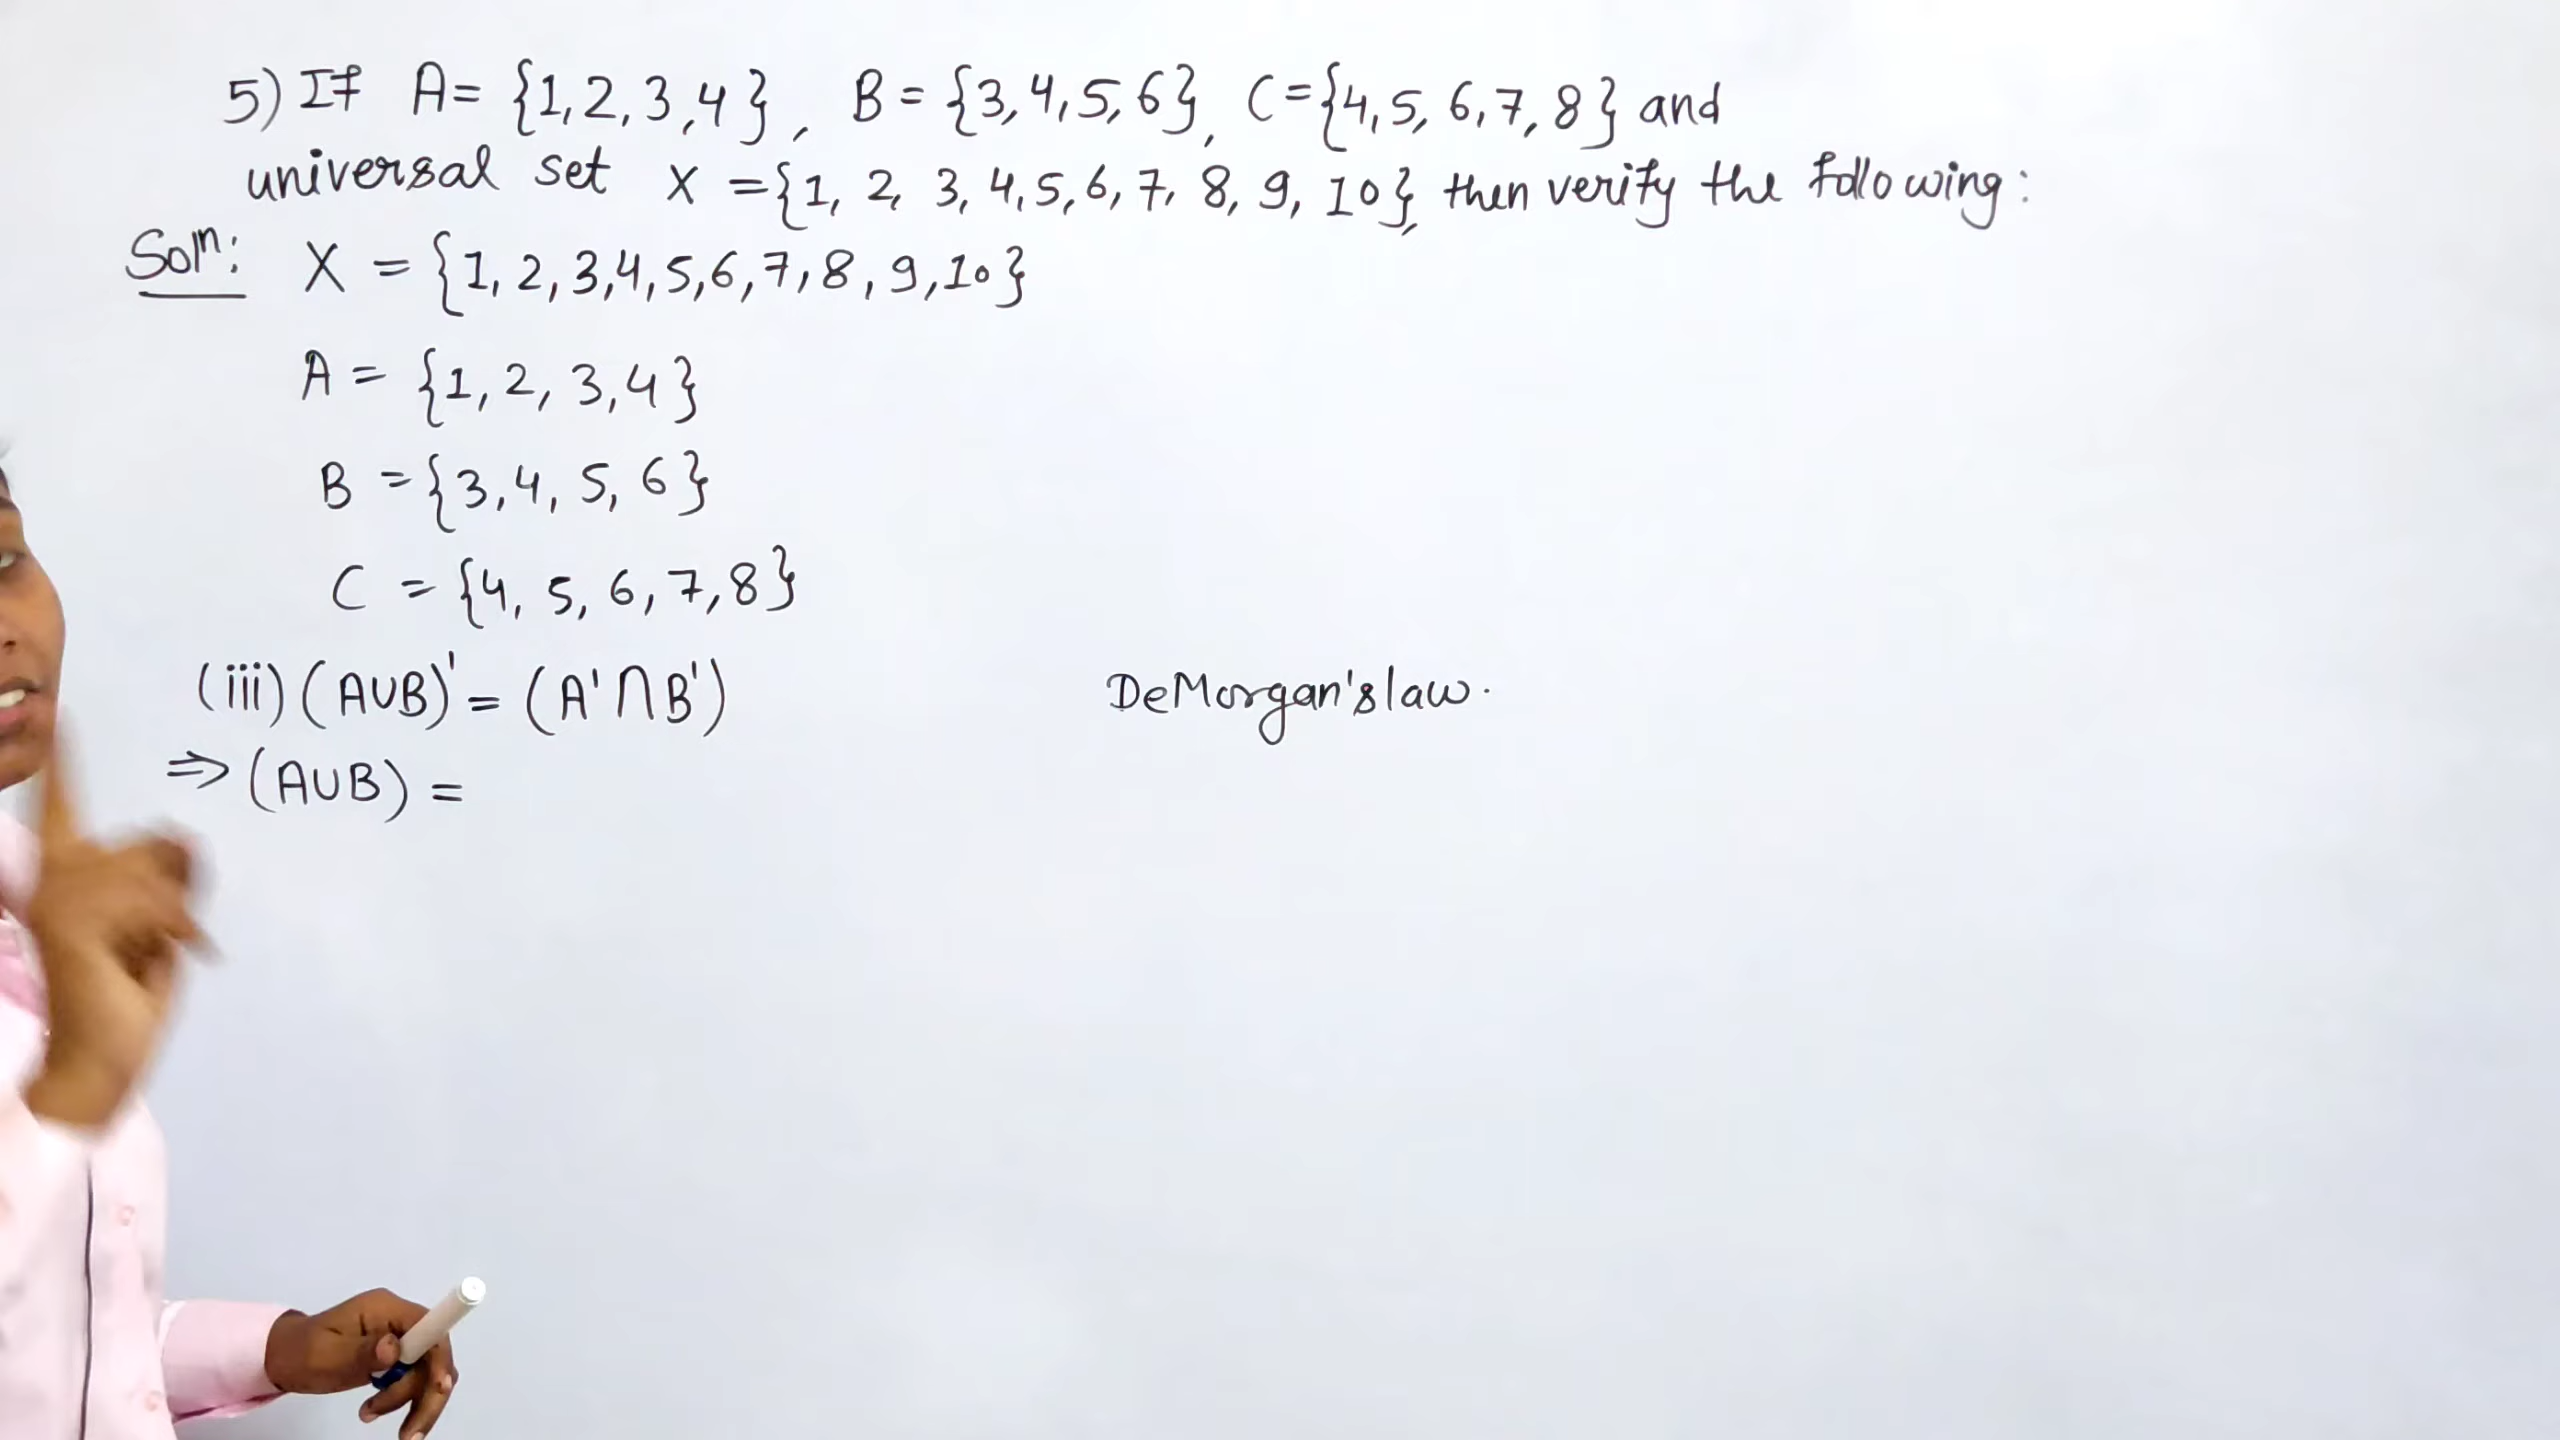 5) If A = {1, 2, 3, 4}, B = {3, 4, 5, 6}, C = {4, 5, 6, 7, 8} and
universal set X = {1, 2, 3, 4, 5, 6, 7, 8, 9, 10}, then verify the following:
Solⁿ: X = {1, 2, 3, 4, 5, 6, 7, 8, 9, 10}
A = {1, 2, 3, 4}
B = {3, 4, 5, 6}
C = {4, 5, 6, 7, 8}
(iii) (A∪B)' = (A' ∩ B') DeMorgan's law.
⇒ (A∪B) =